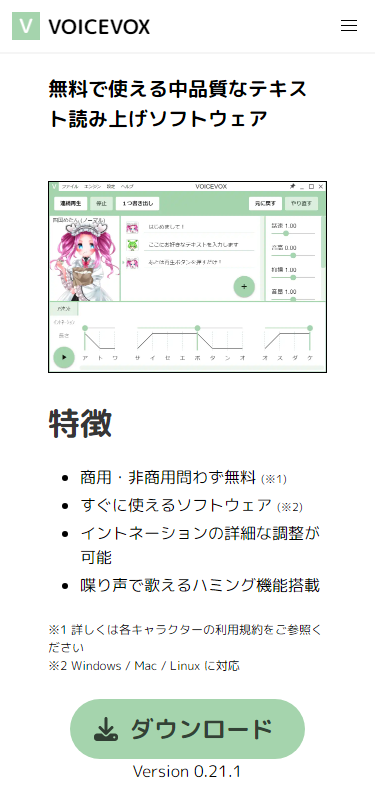 V VOICEVOX
無料で使える中品質なテキス
ト読み上げソフトウェア
V ファイル エンジン 設定 ヘルプ VOICEVOX
連続再生 停止 1つ書き出し 元に戻す やり直す
四国めたん (ノーマル)
はじめまして！
ここにお好きなテキストを入力します
あとは再生ボタンを押すだけ！
話速 1.00
音高 0.00
抑揚 1.00
音量 1.00
ｱｸｾﾝﾄ
ｲﾝﾄﾈｰｼｮﾝ
長さ
ア ト ワ サ イ セ エ ボ タ ン オ オ ス ダ ケ
特徴
• 商用・非商用問わず無料 (※1)
• すぐに使えるソフトウェア (※2)
• イントネーションの詳細な調整が
可能
• 喋り声で歌えるハミング機能搭載
※1 詳しくは各キャラクターの利用規約をご参照く
ださい
※2 Windows / Mac / Linux に対応
ダウンロード
Version 0.21.1